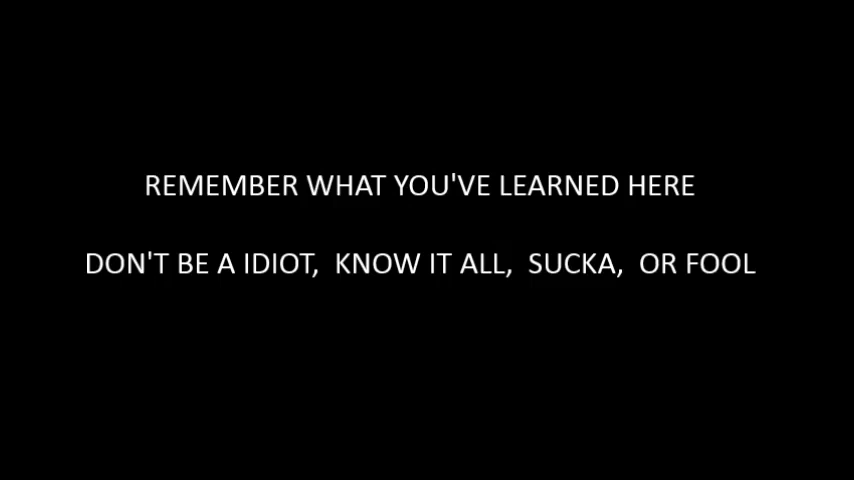 REMEMBER WHAT YOU'VE LEARNED HERE
DON'T BE A IDIOT,  KNOW IT ALL,  SUCKA,  OR FOOL